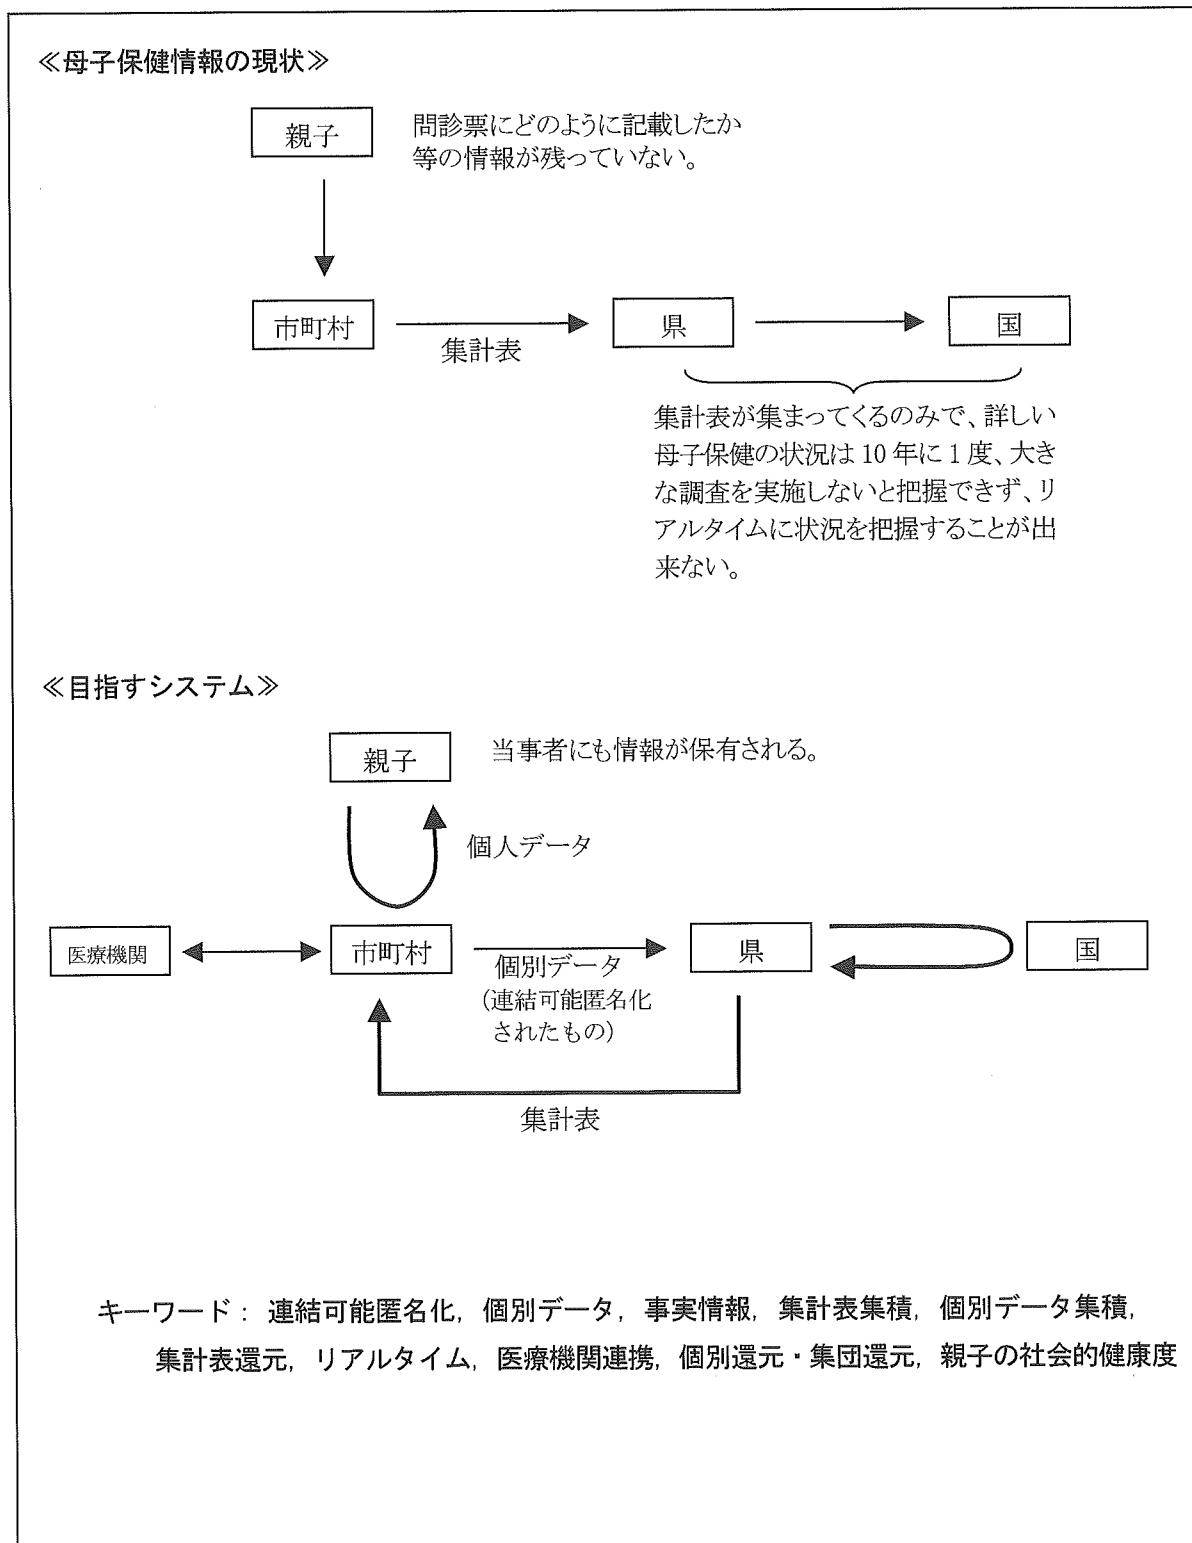 ≪母子保健情報の現状≫
親子
問診票にどのように記載したか
等の情報が残っていない。
市町村
集計表
県
国
集計表が集まってくるのみで、詳しい
母子保健の状況は 10 年に 1 度、大き
な調査を実施しないと把握できず、リ
アルタイムに状況を把握することが出
来ない。
≪目指すシステム≫
親子
当事者にも情報が保有される。
個人データ
医療機関
市町村
個別データ
(連結可能匿名化
されたもの)
県
国
集計表
キーワード : 連結可能匿名化, 個別データ, 事実情報, 集計表集積, 個別データ集積,
集計表還元, リアルタイム, 医療機関連携, 個別還元・集団還元, 親子の社会的健康度